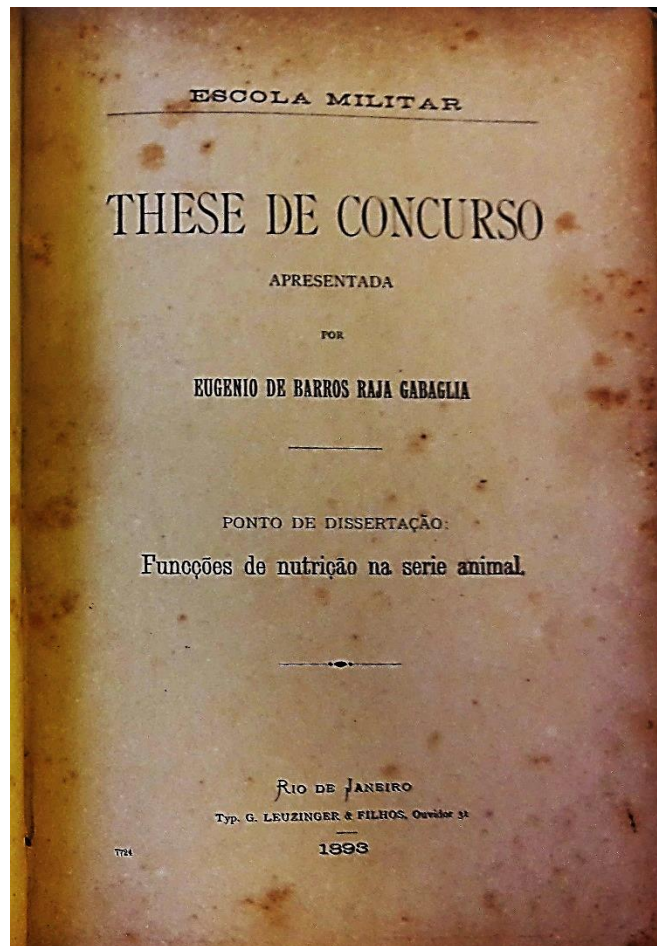 ESCOLA MILITAR
THESE DE CONCURSO
APRESENTADA
POR
EUGENIO DE BARROS RAJA GABAGLIA
PONTO DE DISSERTAÇÃO:
Funcções de nutrição na serie animal.
RIO DE JANEIRO
Typ. G. LEUZINGER & FILHOS, Ouvidor 31
1893
7724